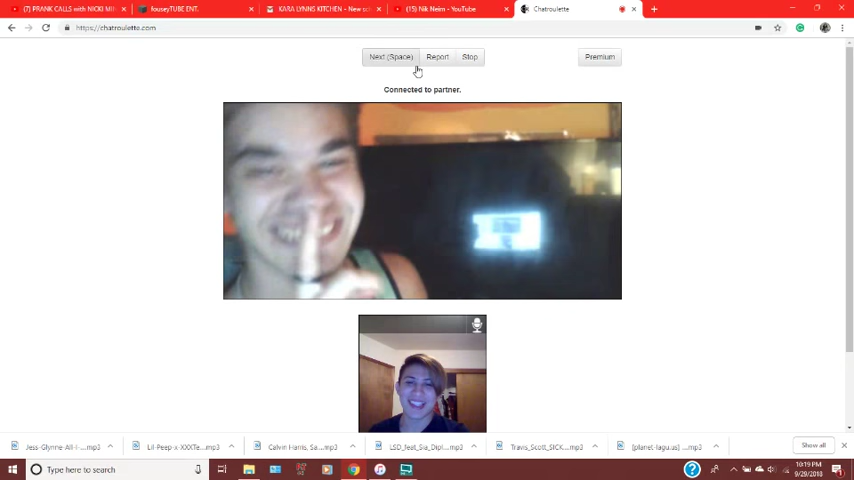 (7) PRANK CALLS with NICKI MI
fouseyTUBE ENT.
KARA LYNNS KITCHEN - New sc
(15) Nik Neim - YouTube
Chatroulette
https://chatroulette.com
Next (Space)
Report
Stop
Premium
Connected to partner.
Jess-Glynne-All-I-....mp3
Lil-Peep-x-XXXTe....mp3
Calvin Harris, Sa....mp3
LSD_feat_Sia_Dipl....mp3
Travis_Scott_SICK....mp3
[planet-lagu.us] ....mp3
Show all
Type here to search
10:19 PM
9/29/2018